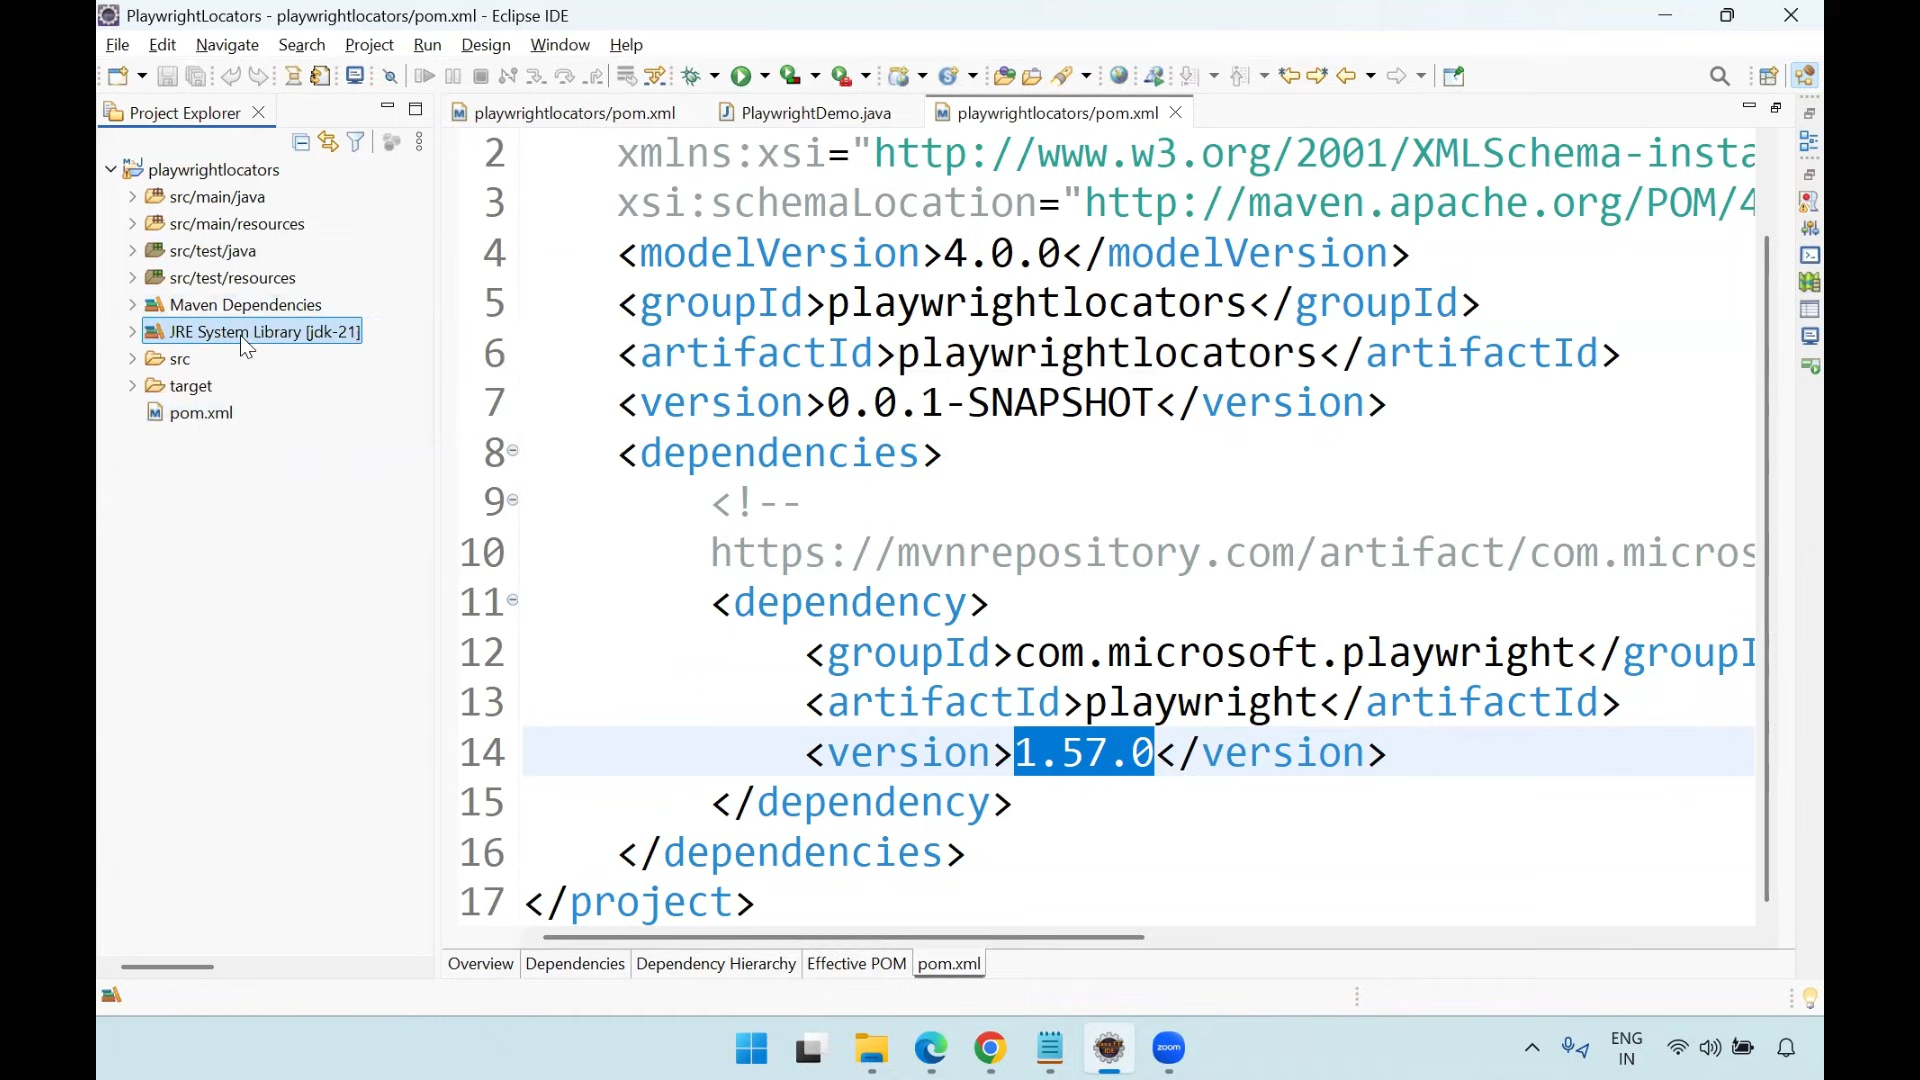 PlaywrightLocators - playwrightlocators/pom.xml - Eclipse IDE
File Edit Navigate Search Project Run Design Window Help
Project Explorer
playwrightlocators/pom.xml
PlaywrightDemo.java
playwrightlocators/pom.xml
playwrightlocators
src/main/java
src/main/resources
src/test/java
src/test/resources
Maven Dependencies
JRE System Library [jdk-21]
src
target
pom.xml
2 xmlns:xsi="http://www.w3.org/2001/XMLSchema-insta
3 xsi:schemaLocation="http://maven.apache.org/POM/4
4 <modelVersion>4.0.0</modelVersion>
5 <groupId>playwrightlocators</groupId>
6 <artifactId>playwrightlocators</artifactId>
7 <version>0.0.1-SNAPSHOT</version>
8 <dependencies>
9 <!--
10 https://mvnrepository.com/artifact/com.micros
11 <dependency>
12 <groupId>com.microsoft.playwright</groupI
13 <artifactId>playwright</artifactId>
14 <version>1.57.0</version>
15 </dependency>
16 </dependencies>
17 </project>
Overview Dependencies Dependency Hierarchy Effective POM pom.xml
zoom
ENG
IN